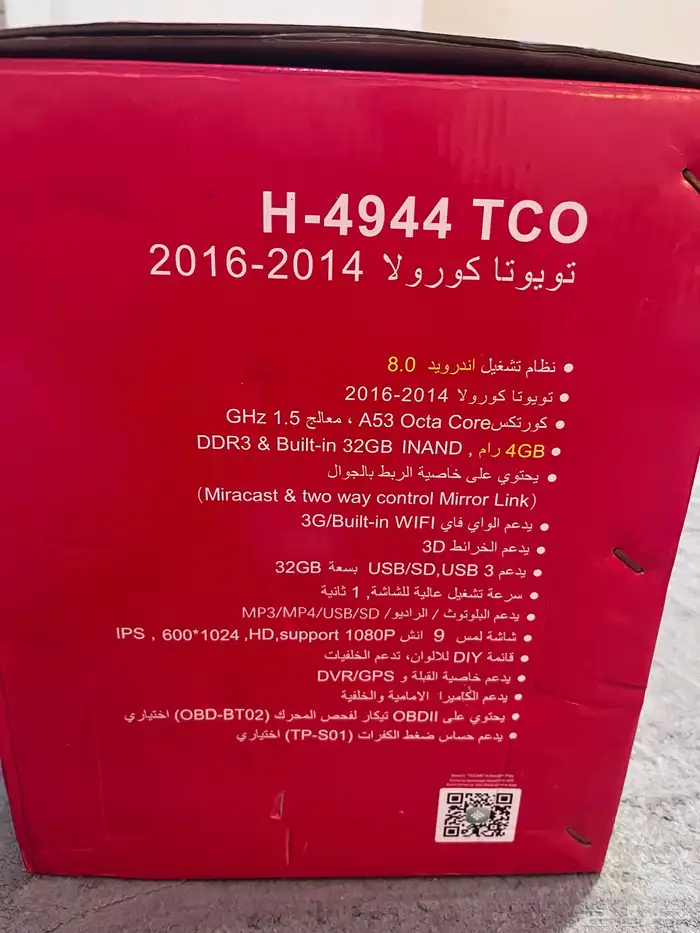 H-4944 TCO
تويوتا كورولا 2014-2016
● نظام تشغيل اندرويد 8.0
● تويوتا كورولا 2014-2016
● كورتكسA53 Octa Core ، معالج 1.5 GHz
● 4GB رام , DDR3 & Built-in 32GB INAND
● يحتوي على خاصية الربط بالجوال
(Miracast & two way control Mirror Link)
● يدعم الواي فاي 3G/Built-in WIFI
● يدعم الخرائط 3D
● يدعم USB/SD,USB 3 بسعة 32GB
● سرعة تشغيل عالية للشاشة, 1 ثانية
● يدعم البلوتوث / الراديو/ MP3/MP4/USB/SD
● شاشة لمس 9 انش IPS , 600*1024 ,HD,support 1080P
● قائمة DIY للالوان، تدعم الخلفيات
● يدعم خاصية القبلة و DVR/GPS
● يدعم الكاميرا الامامية والخلفية
● يحتوي على OBDII تيكار لفحص المحرك (OBD-BT02) اختياري
● يدعم حساس ضغط الكفرات (TP-S01) اختياري